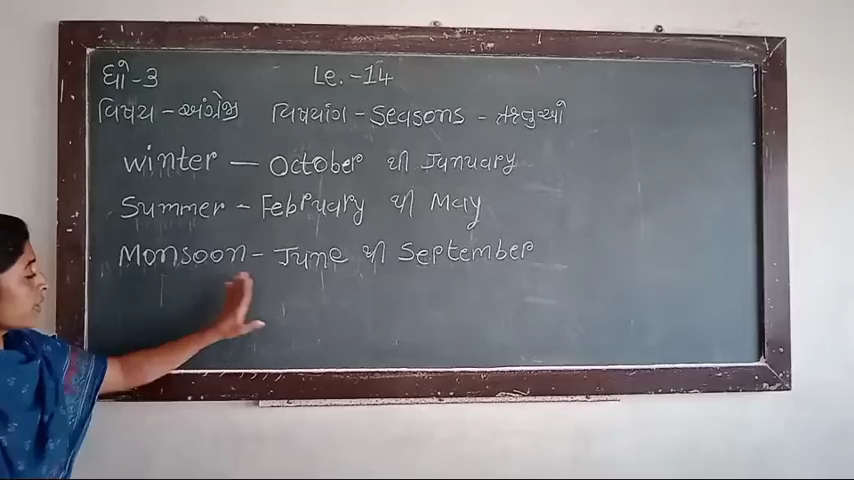 ધો-3 Le. -14
વિષય - અંગ્રેજી વિષયાંગ - Seasons - ઋતુઓ
winter — October થી January
Summer - February થી May
Monsoon - June થી September